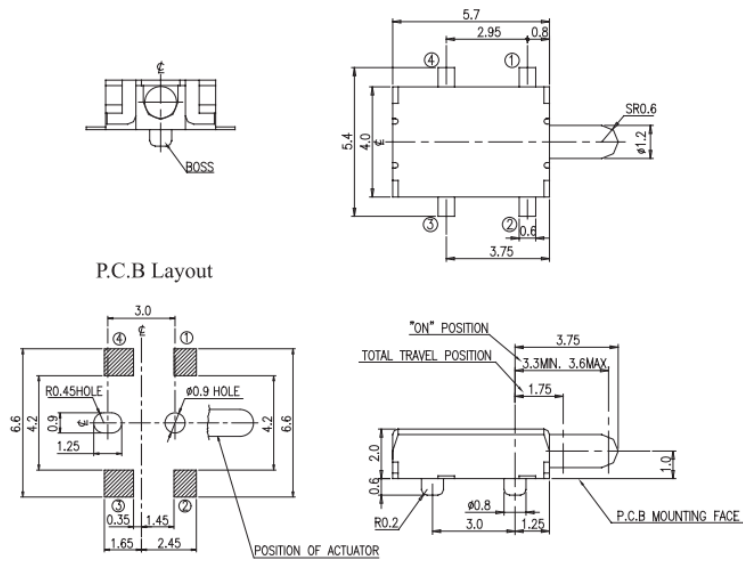 ℄
BOSS
5.7
2.95
0.8
④
①
5.4
4.0
℄
SR0.6
ø1.2
③
②
0.6
3.75
P.C.B Layout
3.0
℄
④
①
R0.45HOLE
ø0.9 HOLE
6.6
4.2
0.9
℄
1.25
4.2
6.6
③
②
0.35
1.45
1.65
2.45
POSITION OF ACTUATOR
"ON" POSITION
3.75
TOTAL TRAVEL POSITION
3.3MIN. 3.6MAX.
1.75
2.0
0.6
1.0
R0.2
ø0.8
3.0
1.25
P.C.B MOUNTING FACE